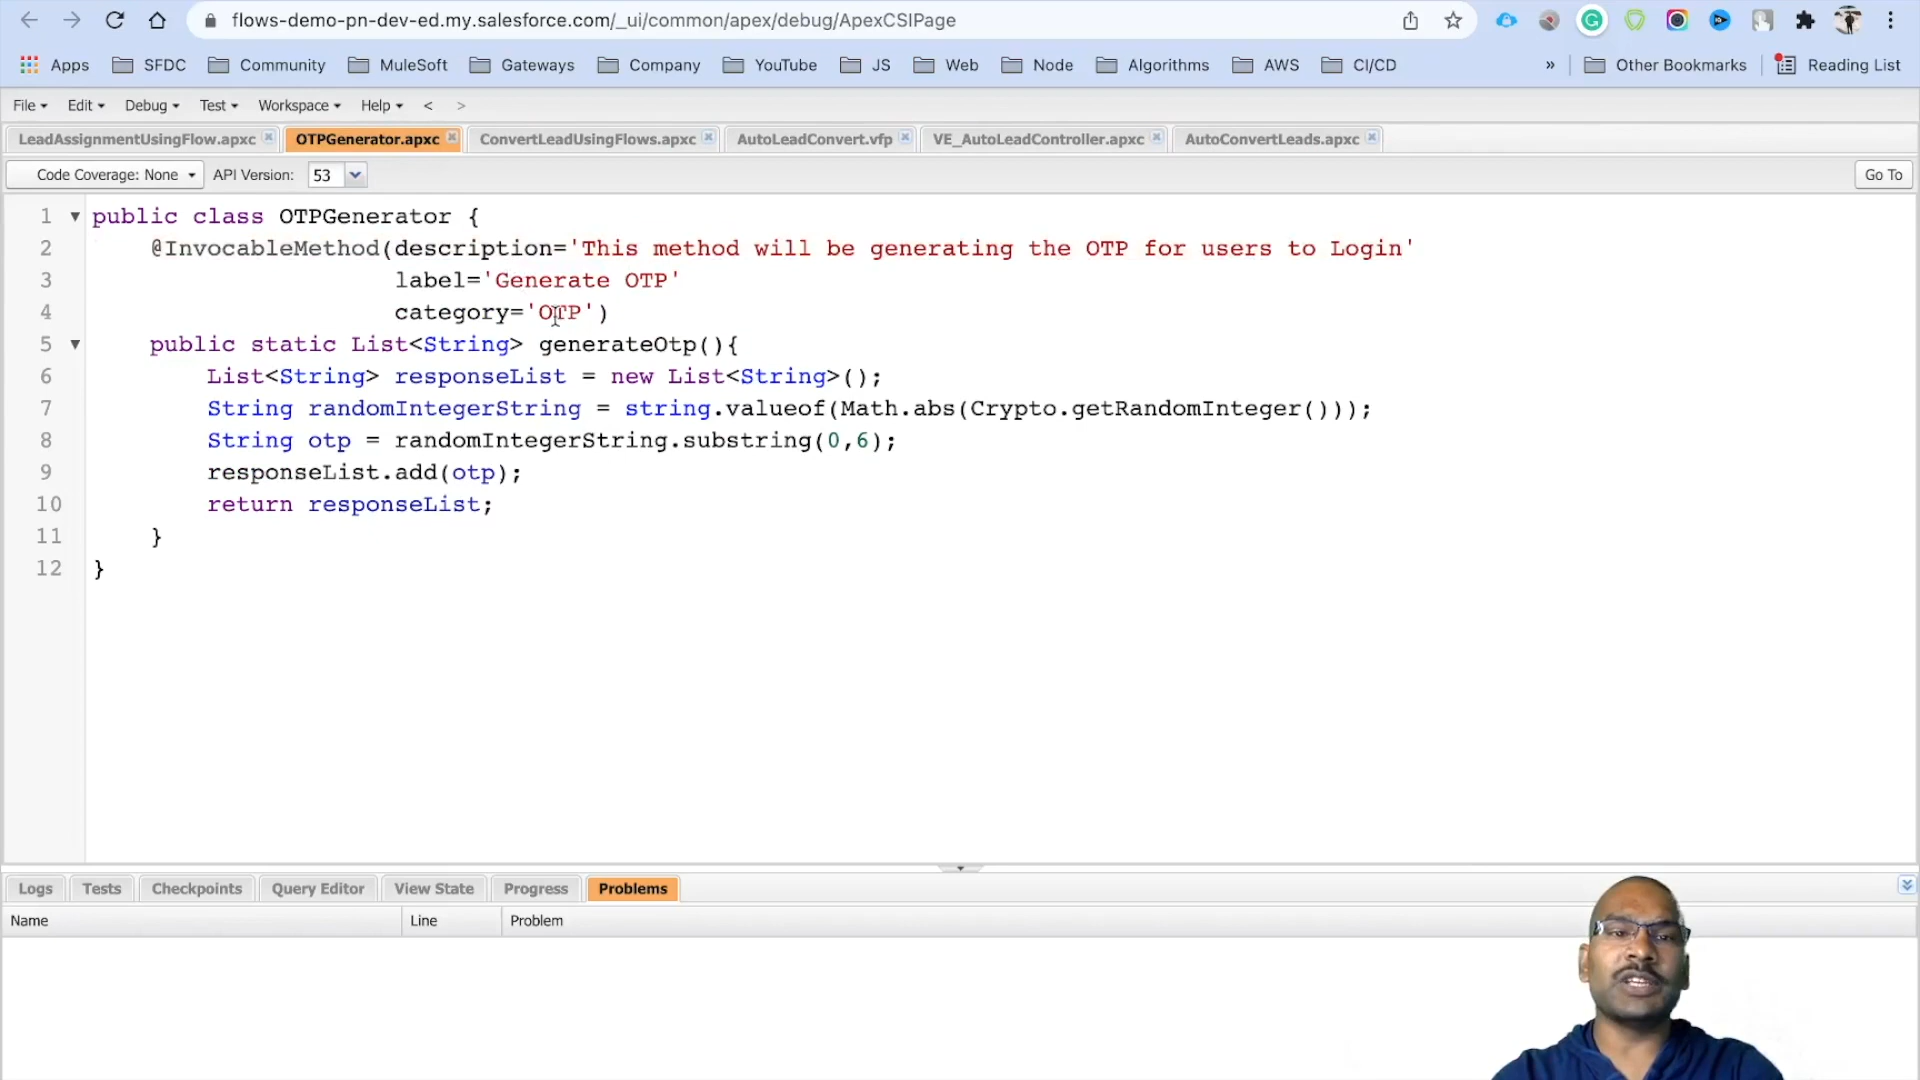 flows-demo-pn-dev-ed.my.salesforce.com/_ui/common/apex/debug/ApexCSIPage
Apps SFDC Community MuleSoft Gateways Company YouTube JS Web Node Algorithms AWS CI/CD » Other Bookmarks Reading List
File Edit Debug Test Workspace Help < >
LeadAssignmentUsingFlow.apxc OTPGenerator.apxc ConvertLeadUsingFlows.apxc AutoLeadConvert.vfp VE_AutoLeadController.apxc AutoConvertLeads.apxc
Code Coverage: None API Version: 53 Go To
1 public class OTPGenerator {
2 @InvocableMethod(description='This method will be generating the OTP for users to Login'
3 label='Generate OTP'
4 category='OTP')
5 public static List<String> generateOtp(){
6 List<String> responseList = new List<String>();
7 String randomIntegerString = string.valueof(Math.abs(Crypto.getRandomInteger()));
8 String otp = randomIntegerString.substring(0,6);
9 responseList.add(otp);
10 return responseList;
11 }
12 }
Logs Tests Checkpoints Query Editor View State Progress Problems
Name Line Problem